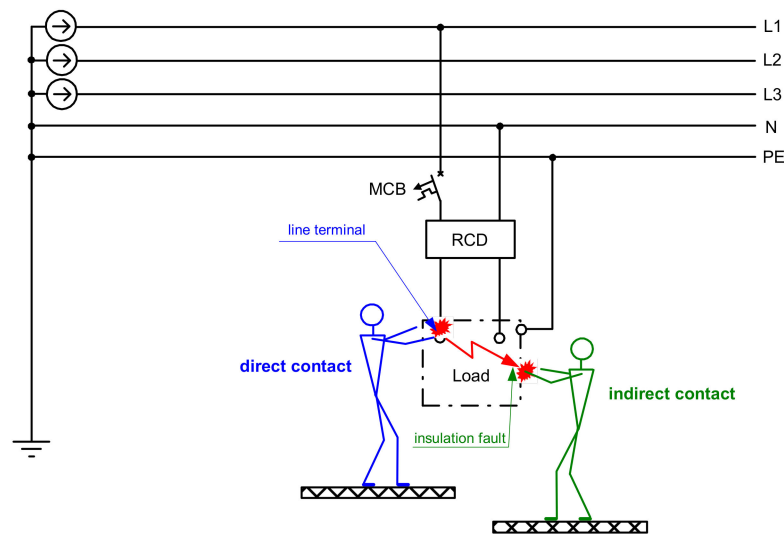 L1
L2
L3
N
PE
MCB
RCD
line terminal
direct contact
Load
indirect contact
insulation fault